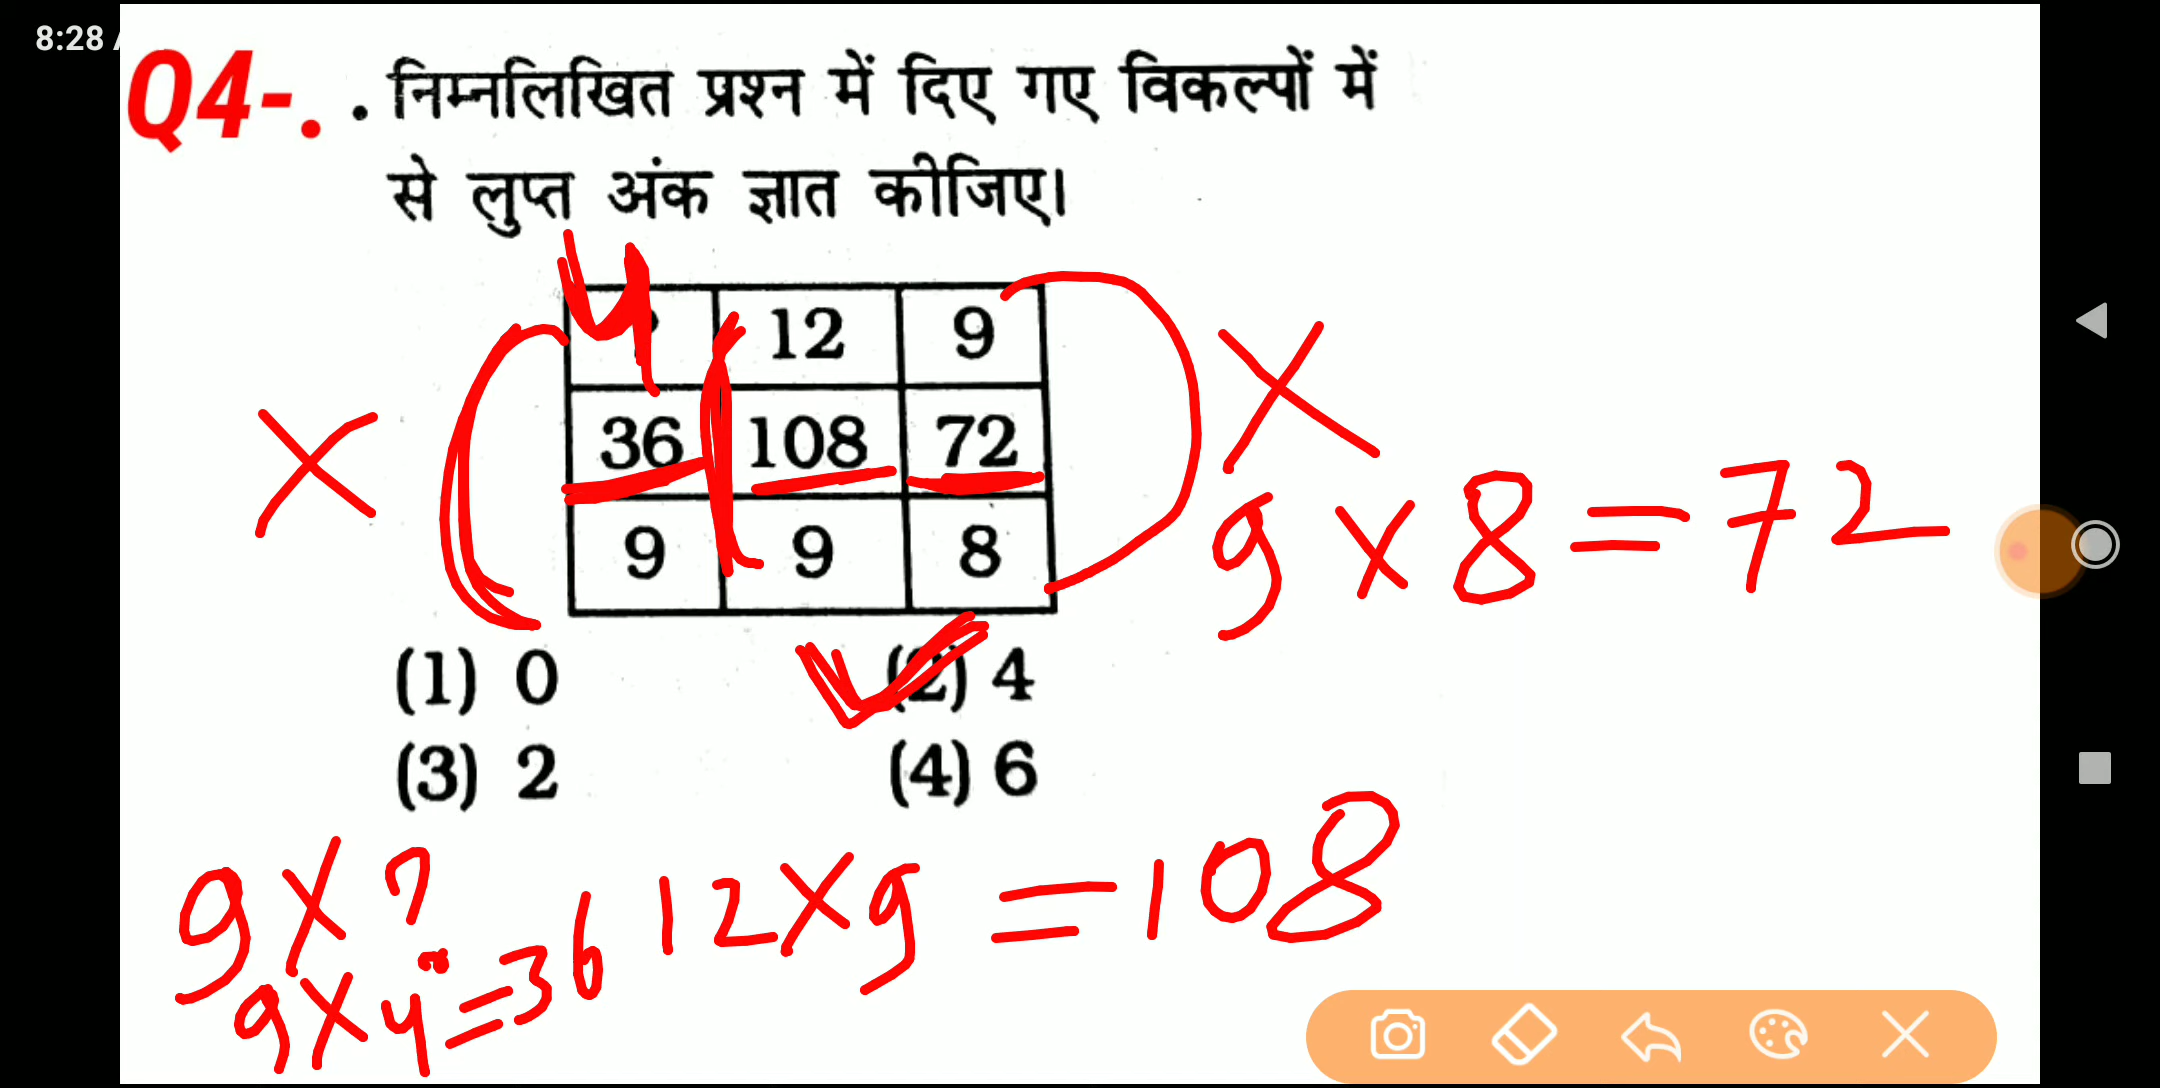 8:28
Q4-. . निम्नलिखित प्रश्न में दिए गए विकल्पों में
से लुप्त अंक ज्ञात कीजिए।
4 12 9
36 108 72
9 9 8
×
×
9 × 8 = 72
(1) 0 (2) 4
(3) 2 (4) 6
9 × ?
12 × 9 = 108
9 × 4 = 36